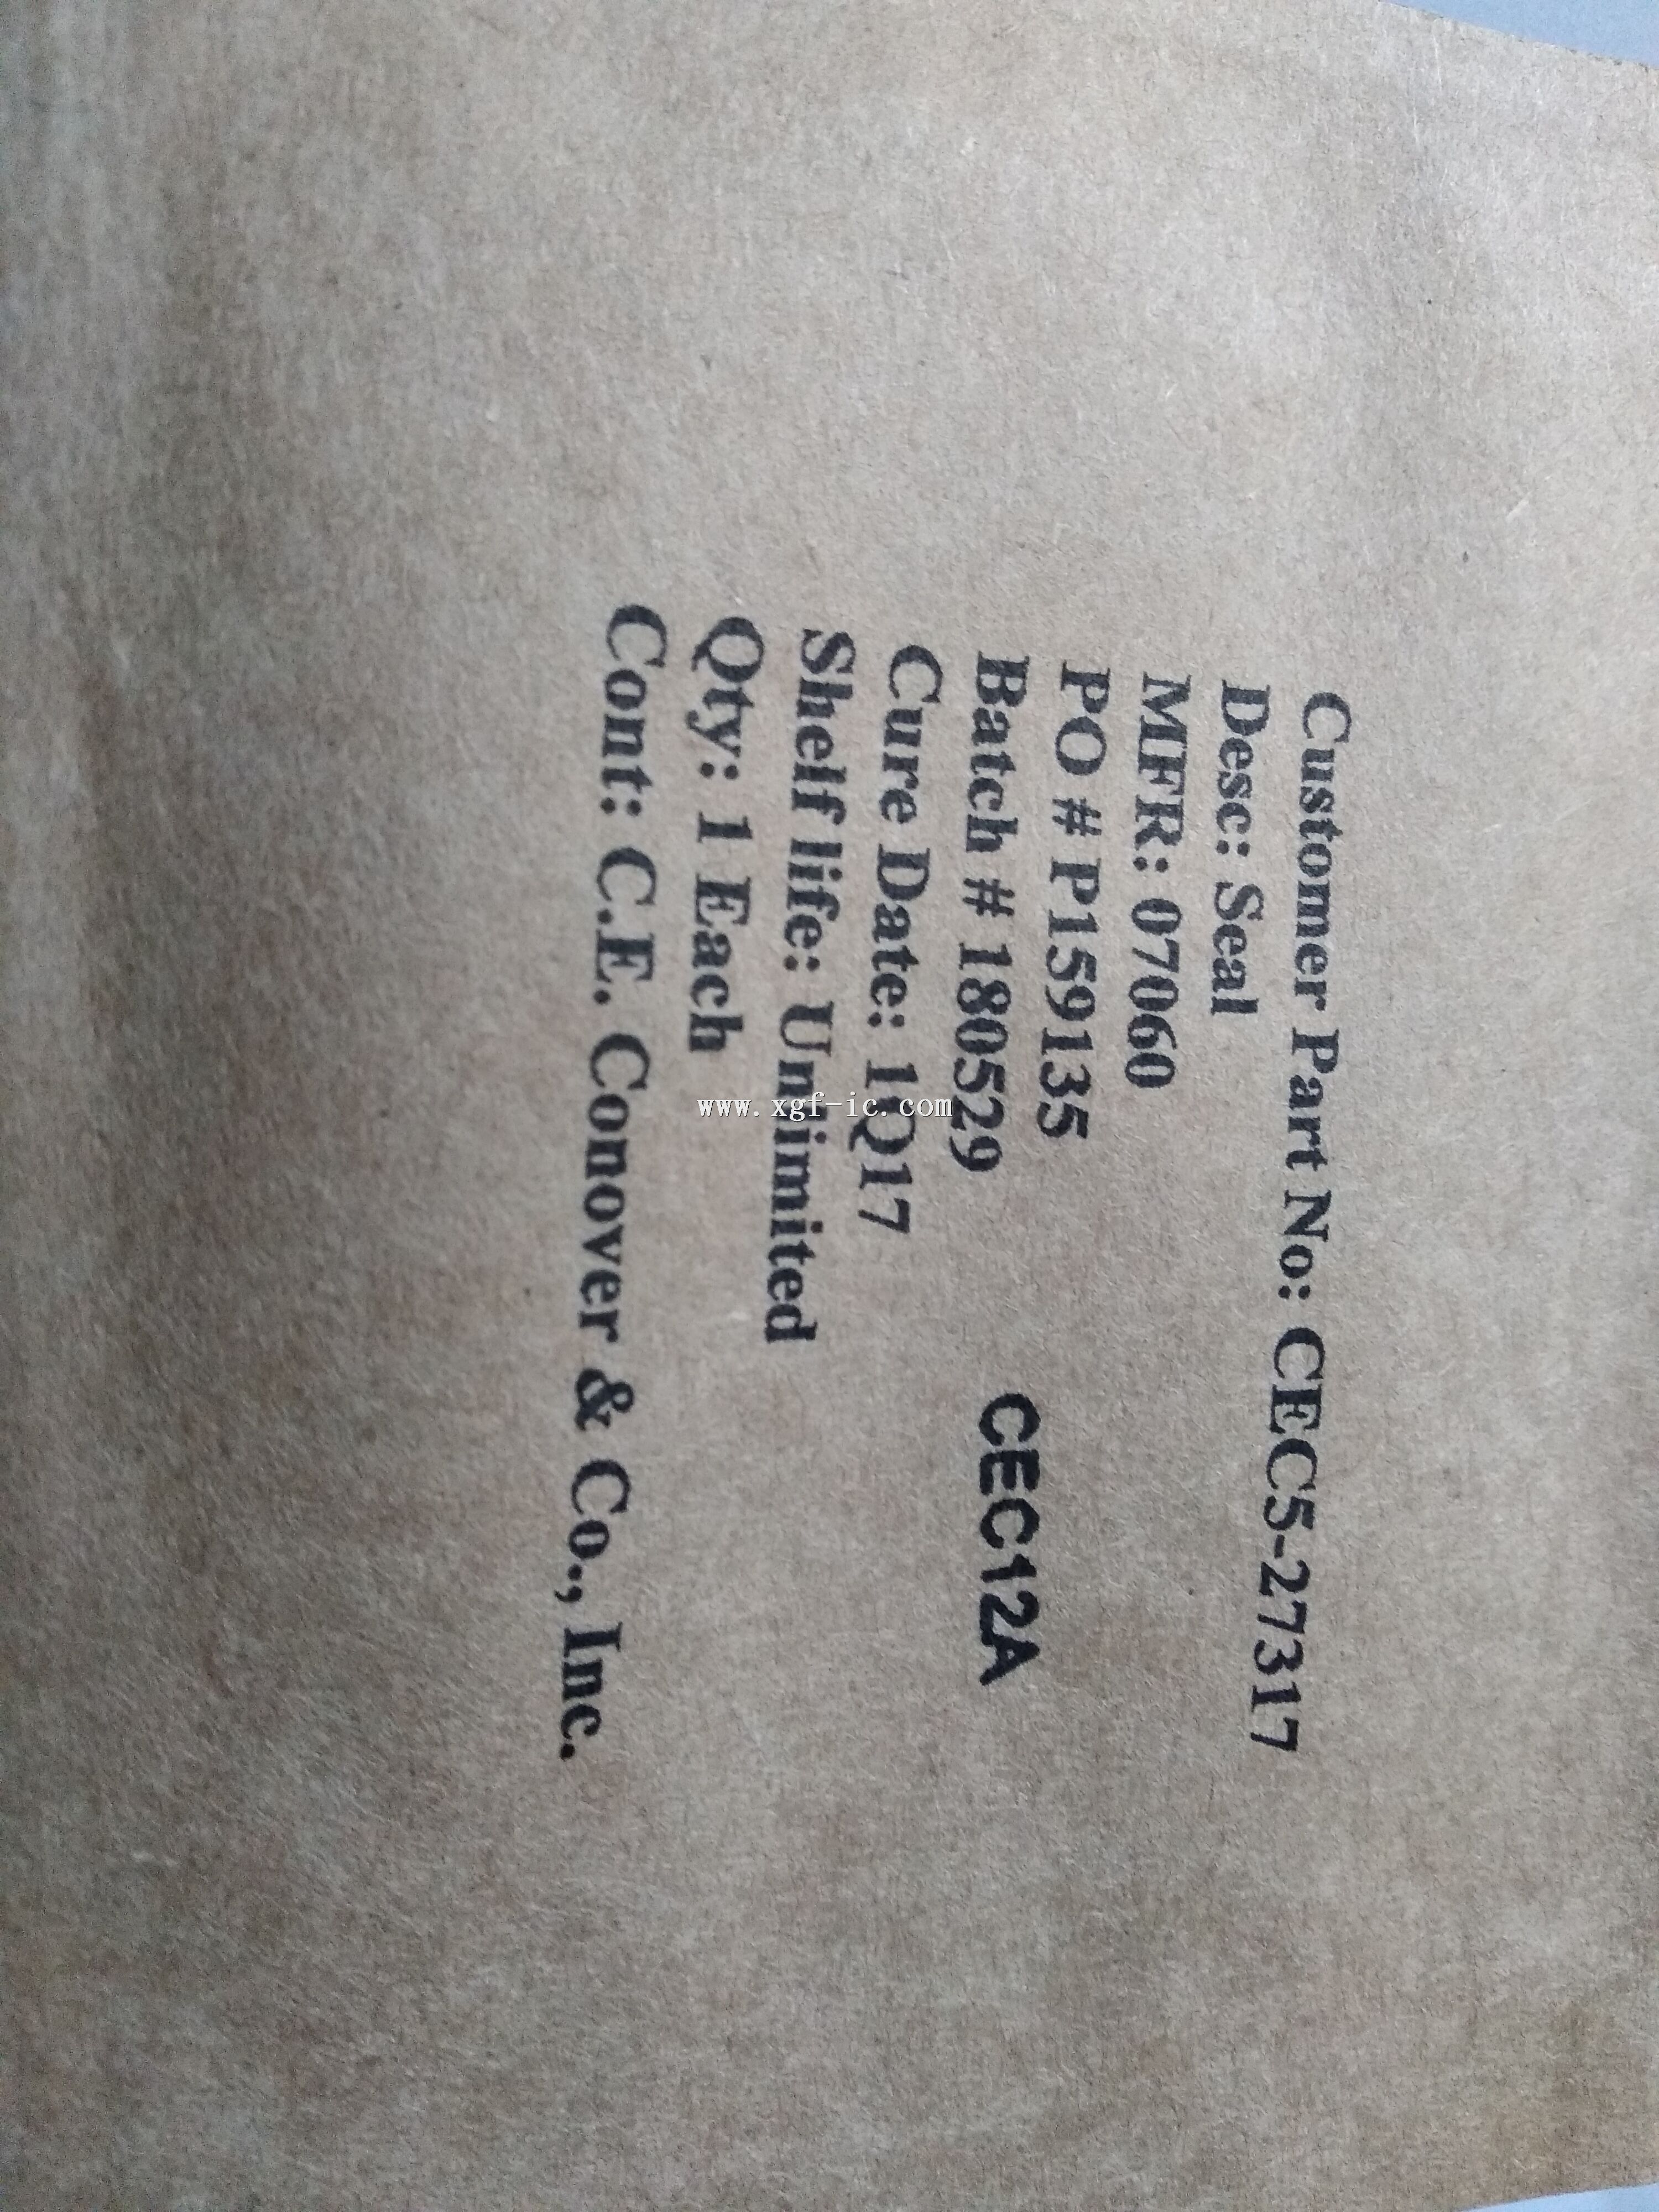 Customer Part No: CEC5-27317
Desc: Seal
MFR: 07060
PO # P159135
Batch # 180529
CEC12A
Cure Date: 1Q17
Shelf life: Unlimited
Qty: 1 Each
Cont: C.E. Conover & Co., Inc.
www.xgf-ic.com